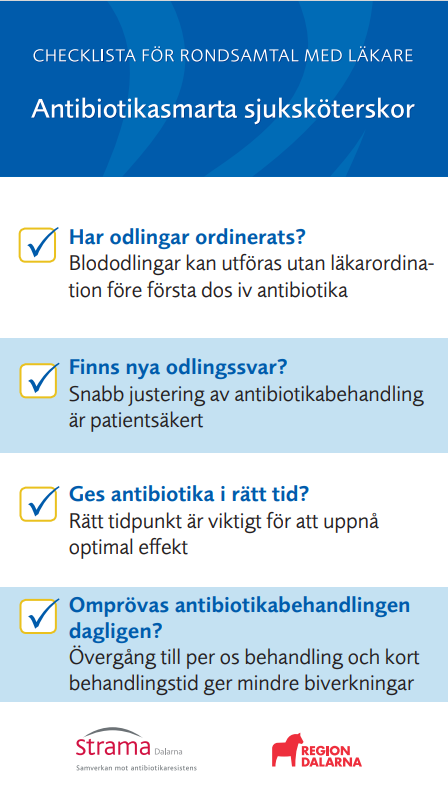 CHECKLISTA FÖR RONDSAMTAL MED LÄKARE
Antibiotikasmarta sjuksköterskor
Har odlingar ordinerats?
Blododlingar kan utföras utan läkarordina-
tion före första dos iv antibiotika
Finns nya odlingssvar?
Snabb justering av antibiotikabehandling
är patientsäkert
Ges antibiotika i rätt tid?
Rätt tidpunkt är viktigt för att uppnå
optimal effekt
Omprövas antibiotikabehandlingen
dagligen?
Övergång till per os behandling och kort
behandlingstid ger mindre biverkningar
Strama Dalarna
Samverkan mot antibiotikaresistens
REGION
DALARNA